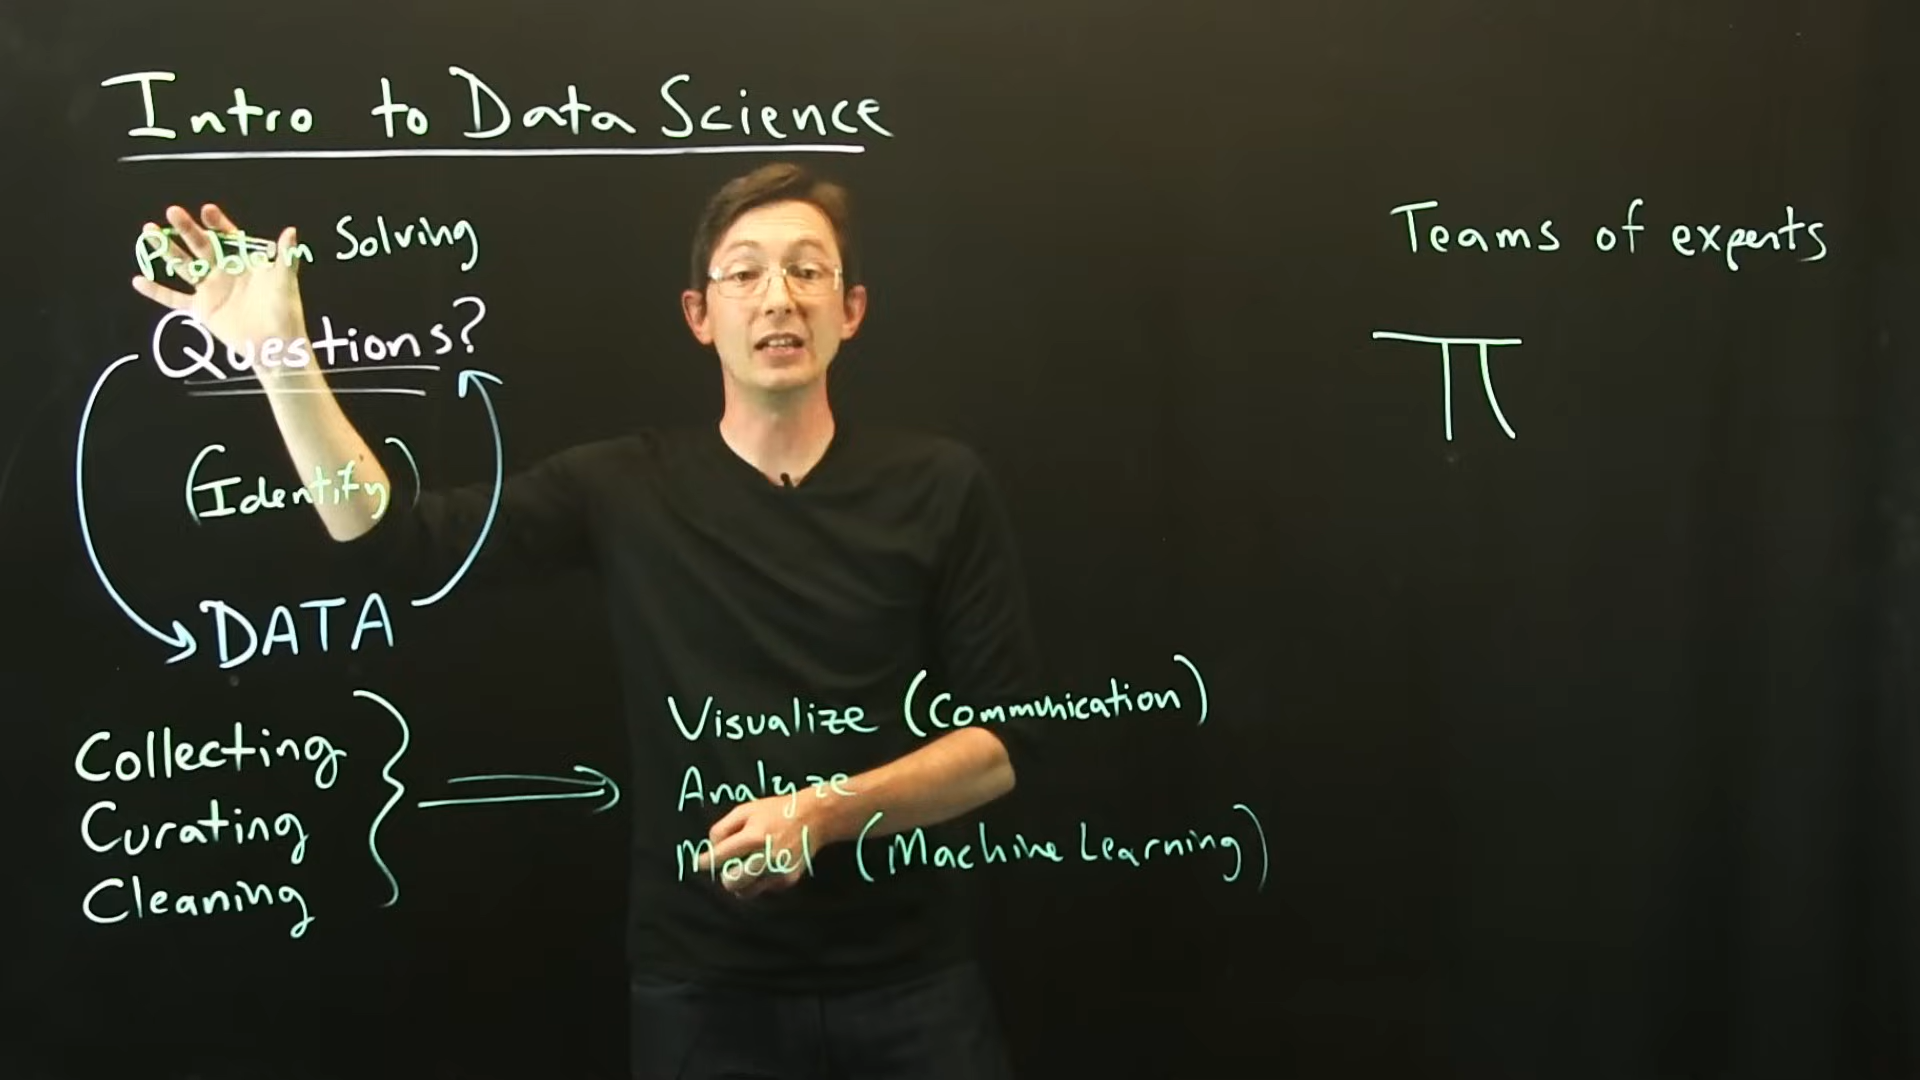 Intro to Data Science
Problem Solving
Questions?
(Identify)
DATA
Collecting
Curating
Cleaning
Visualize (Communication)
Analyze
Model (Machine Learning)
Teams of experts
π